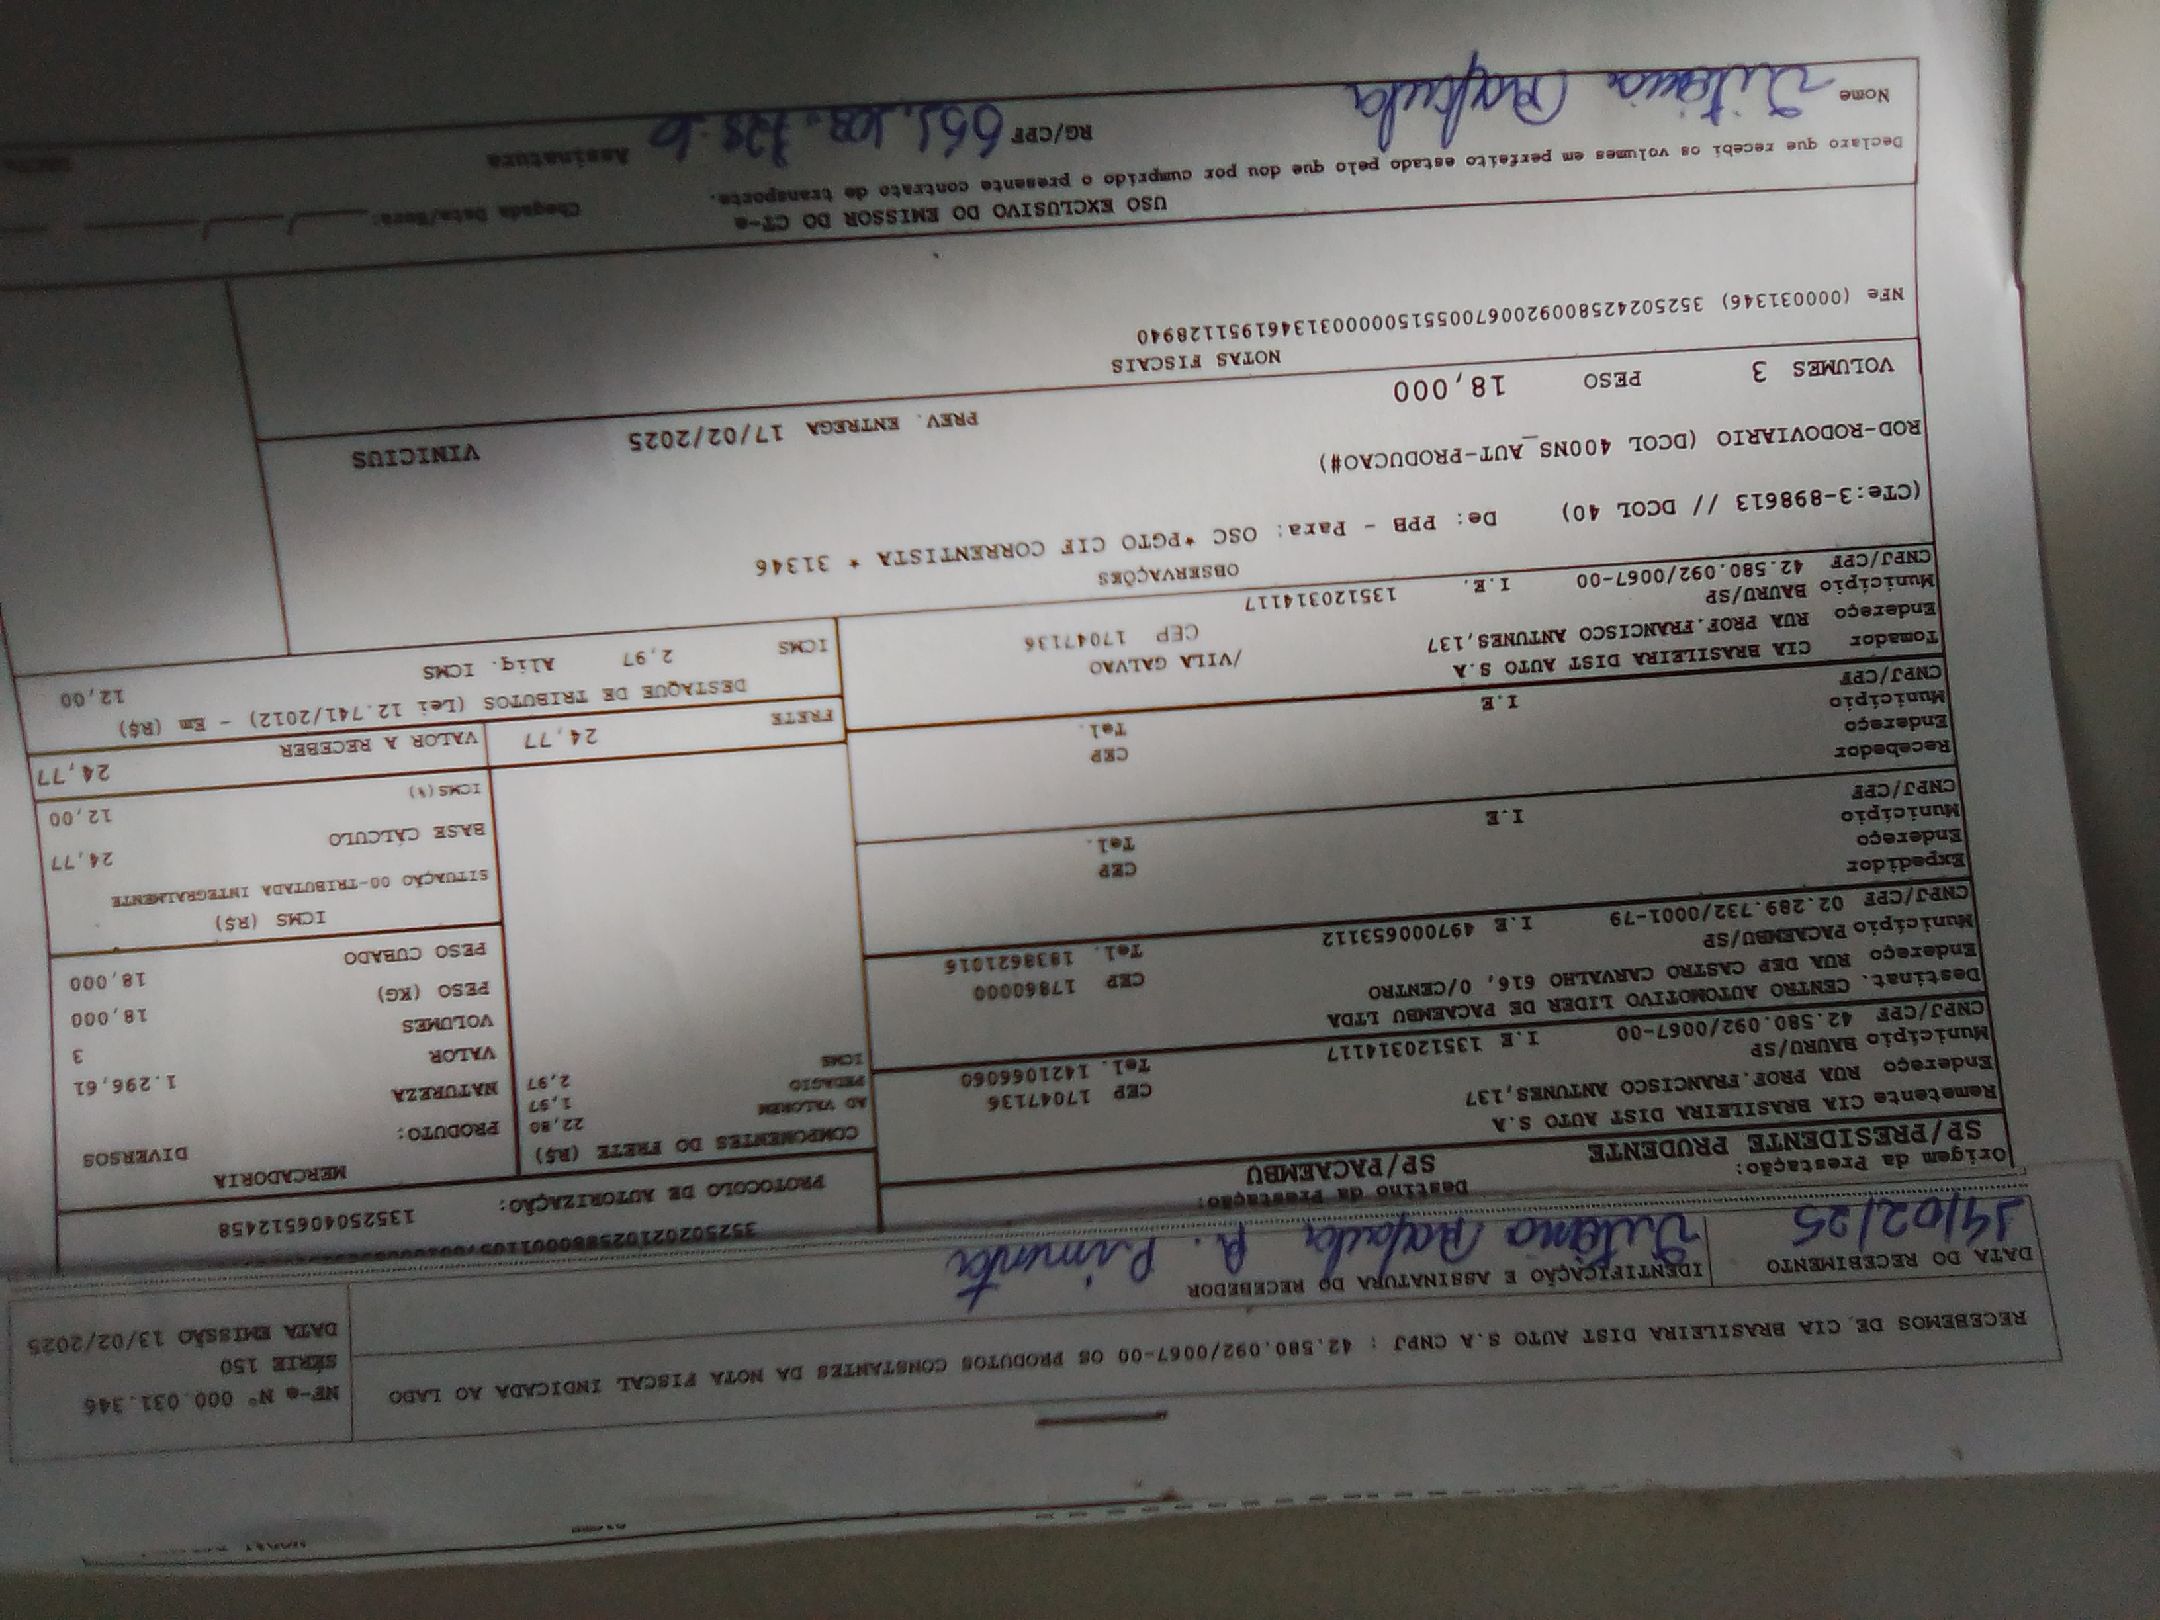 RECEBEMOS DE CIA BRASILEIRA DIST AUTO S.A CNPJ : 42.580.092/0067-00 OS PRODUTOS CONSTANTES DA NOTA FISCAL INDICADA AO LADO
NF-e Nº 000.031.346
SÉRIE 150
DATA EMISSÃO 13/02/2025
DATA DO RECEBIMENTO
14/02/25
IDENTIFICAÇÃO E ASSINATURA DO RECEBEDOR
Rafaela A. Pimenta
Origem da Prestação:
SP/PRESIDENTE PRUDENTE
Destino da Prestação:
SP/PACAEMBU
PROTOCOLO DE AUTORIZAÇÃO:
135250406512458
Remetente CIA BRASILEIRA DIST AUTO S.A
Endereço RUA PROF.FRANCISCO ANTUNES,137
CEP 17047136
Município BAURU/SP
Tel. 1421066060
CNPJ/CPF 42.580.092/0067-00 I.E 135120314117
Destinat. CENTRO AUTOMOTIVO LIDER DE PACAEMBU LTDA
Endereço RUA DEP CASTRO CARVALHO 616, 0/CENTRO
CEP 17860000
Município PACAEMBU/SP
Tel. 1838621016
CNPJ/CPF 02.289.732/0001-79 I.E 497000653112
Expedidor
Endereço
CEP
Município
Tel.
CNPJ/CPF I.E
Recebedor
Endereço
CEP
Município
Tel.
CNPJ/CPF I.E
Tomador CIA BRASILEIRA DIST AUTO S.A
Endereço RUA PROF.FRANCISCO ANTUNES,137 /VILA GALVAO
Município BAURU/SP CEP 17047136
CNPJ/CPF 42.580.092/0067-00 I.E. 135120314117
COMPONENTES DO FRETE (R$)
22,80
AD VALOREM 1,97
PEDAGIO 2,97
ICMS
FRETE 24,77
MERCADORIA
PRODUTO: DIVERSOS
NATUREZA
VALOR 1.296,61
VOLUMES 3
PESO (KG) 18,000
PESO CUBADO 18,000
ICMS (R$)
SITUAÇÃO 00-TRIBUTADA INTEGRALMENTE
BASE CÁLCULO 24,77
ICMS(%) 12,00
VALOR A RECEBER 24,77
DESTAQUE DE TRIBUTOS (Lei 12.741/2012) - Em (R$)
ICMS 2,97 Aliq. ICMS 12,00
OBSERVAÇÕES
(CTe:3-898613 // DCOL 40) De: PPB - Para: OSC *PGTO CIF CORRENTISTA * 31346
ROD-RODOVIARIO (DCOL 400NS_AUT-PRODUCAO#)
VOLUMES 3 PESO 18,000
PREV. ENTREGA 17/02/2025 VINICIUS
NOTAS FISCAIS
NFe (000031346) 35250242580092006700551500000313461951128940
USO EXCLUSIVO DO EMISSOR DO CT-e
Declaro que recebi os volumes em perfeito estado pelo que dou por cumprido o presente contrato de transporte.
Chegada Data/Hora:
Nome
RG/CPF
Assinatura